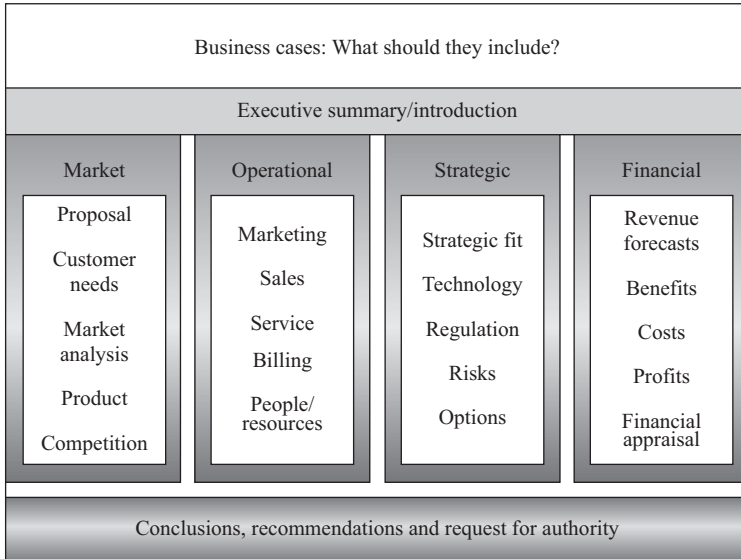 Business cases: What should they include?
Executive summary/introduction
Market
Proposal
Customer
needs
Market
analysis
Product
Competition
Operational
Marketing
Sales
Service
Billing
People/
resources
Strategic
Strategic fit
Technology
Regulation
Risks
Options
Financial
Revenue
forecasts
Benefits
Costs
Profits
Financial
appraisal
Conclusions, recommendations and request for authority